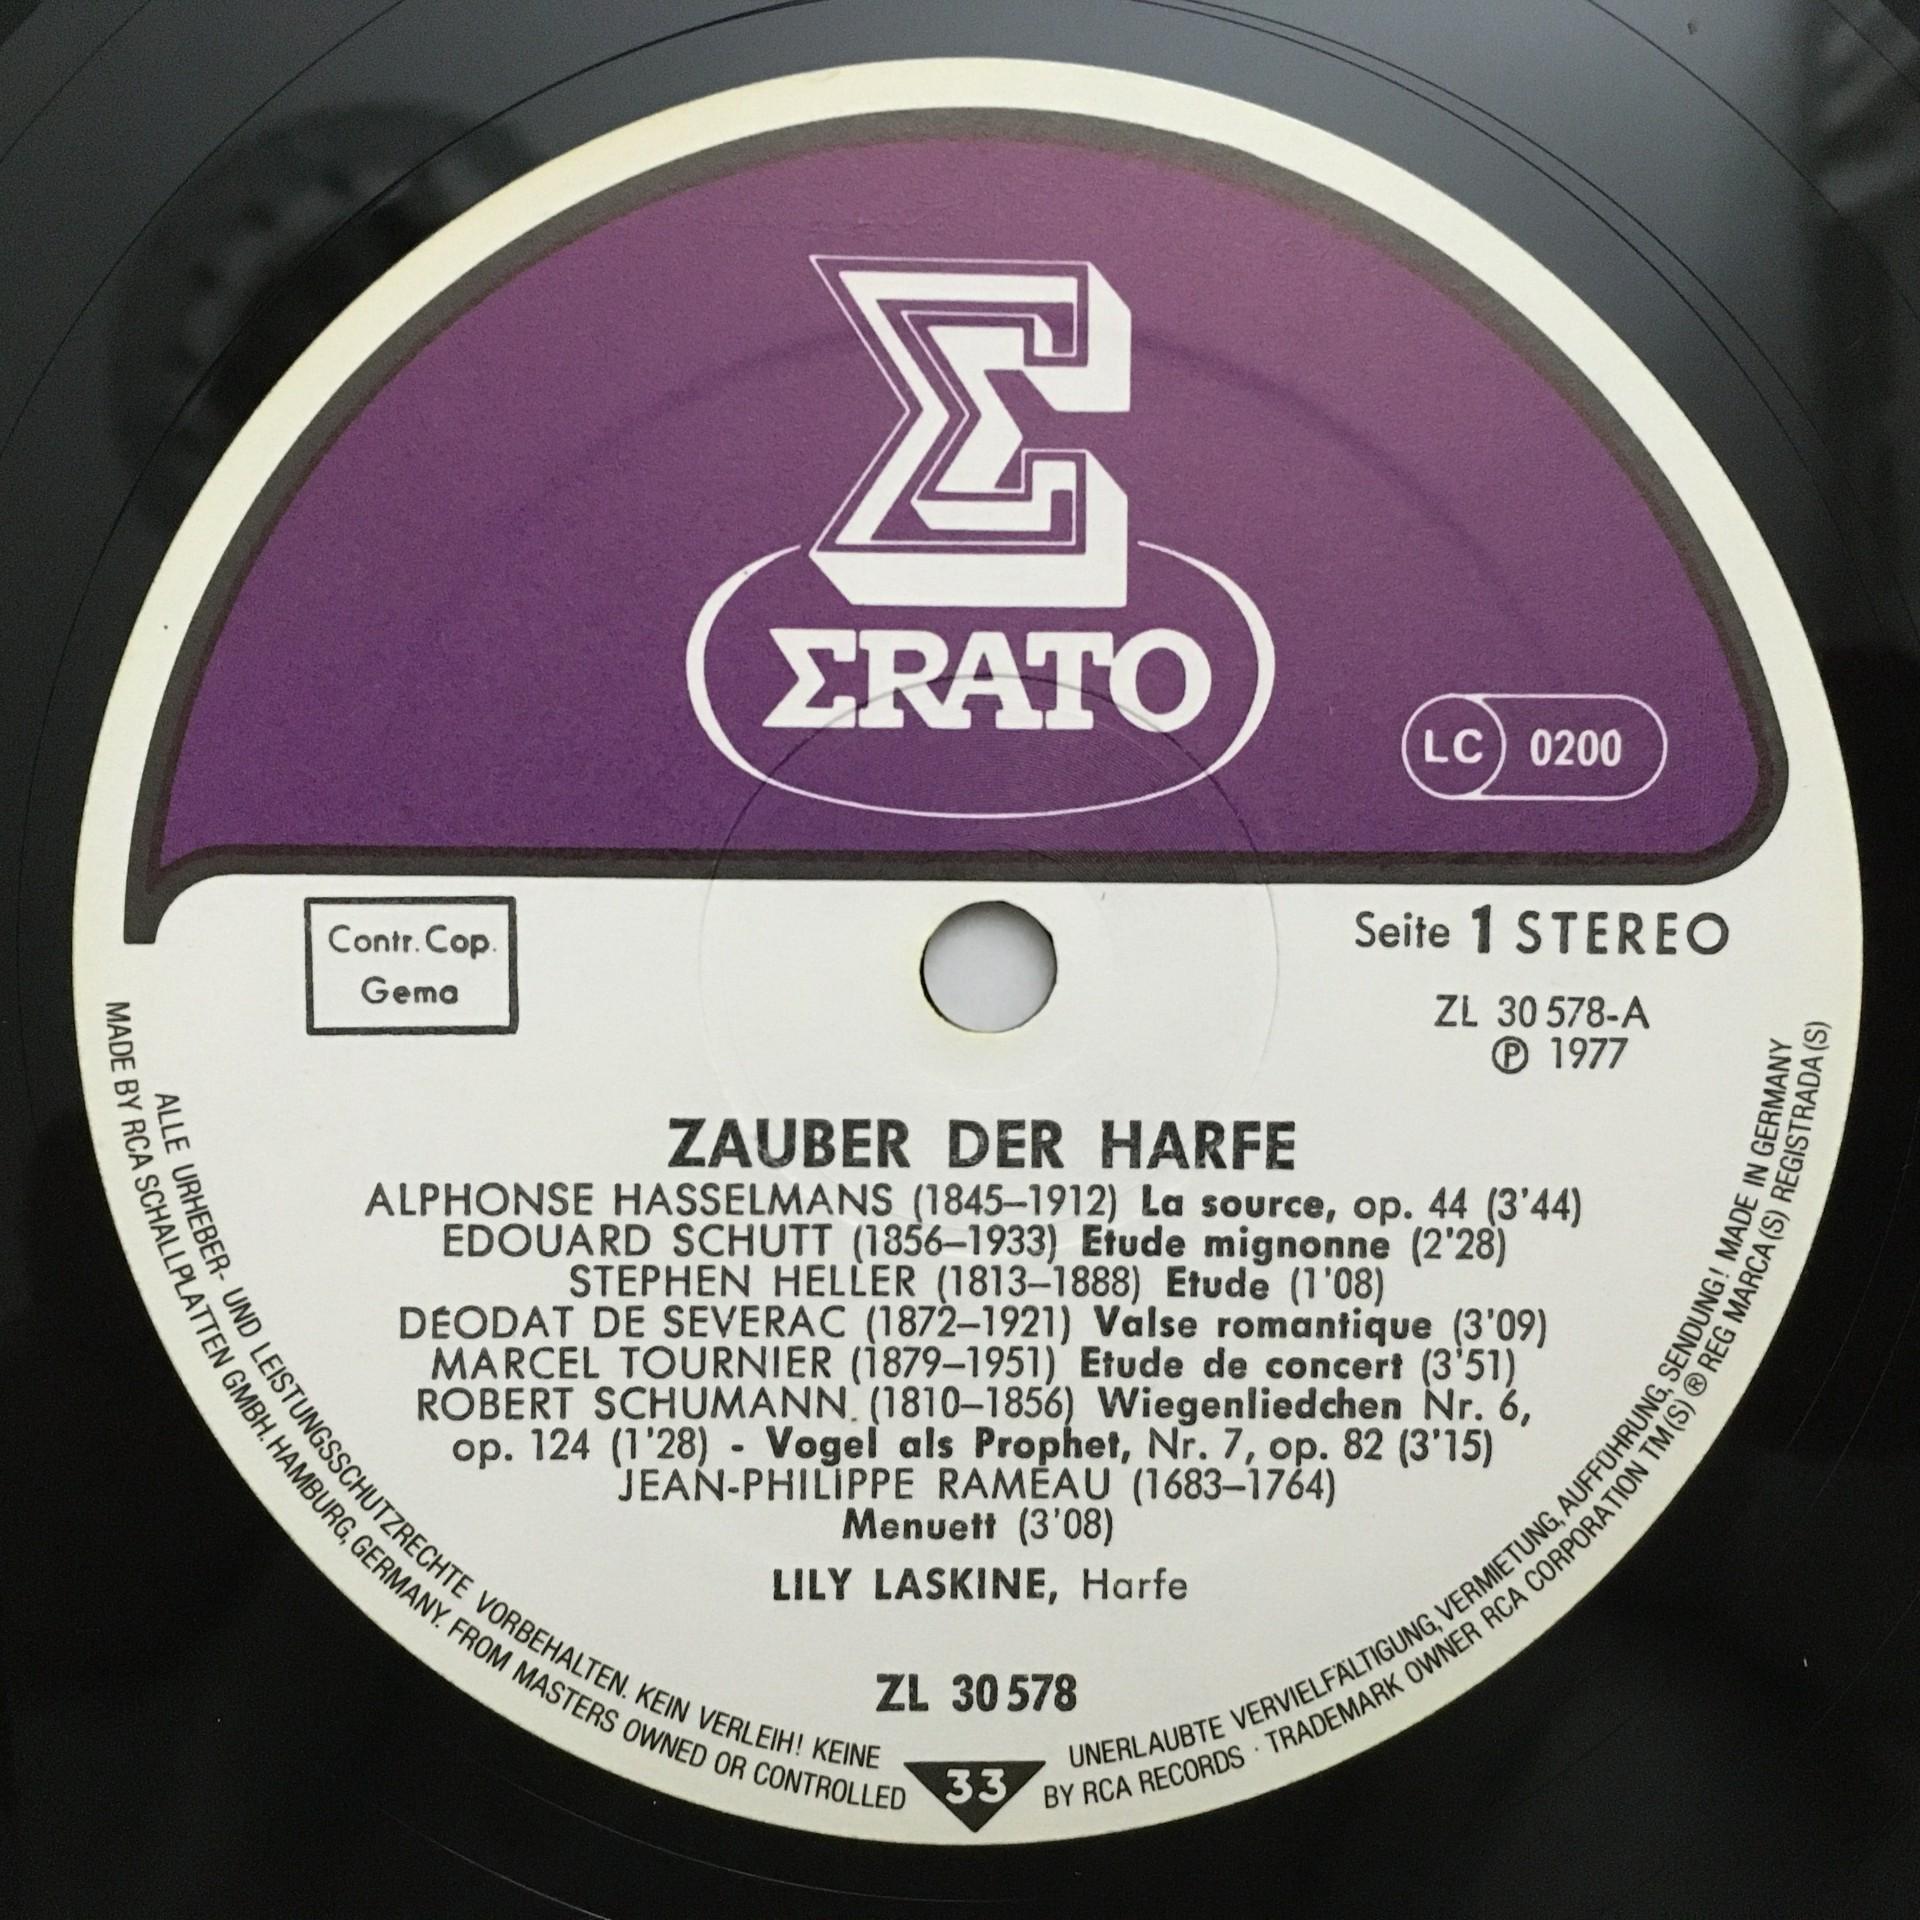 Σ
ΣRATO
LC 0200
Contr. Cop.
Gema
Seite 1 STEREO
ZL 30 578-A
Ⓟ 1977
ZAUBER DER HARFE
ALPHONSE HASSELMANS (1845–1912) La source, op. 44 (3'44)
EDOUARD SCHUTT (1856–1933) Etude mignonne (2'28)
STEPHEN HELLER (1813–1888) Etude (1'08)
DÉODAT DE SEVERAC (1872–1921) Valse romantique (3'09)
MARCEL TOURNIER (1879–1951) Etude de concert (3'51)
ROBERT SCHUMANN. (1810–1856) Wiegenliedchen Nr. 6,
op. 124 (1'28) - Vogel als Prophet, Nr. 7, op. 82 (3'15)
JEAN-PHILIPPE RAMEAU (1683–1764)
Menuett (3'08)
LILY LASKINE, Harfe
ZL 30 578
33
ALLE URHEBER- UND LEISTUNGSSCHUTZRECHTE VORBEHALTEN. KEIN VERLEIH! KEINE UNERLAUBTE VERVIELFÄLTIGUNG, VERMIETUNG, AUFFÜHRUNG, SENDUNG! MADE IN GERMANY
MADE BY RCA SCHALLPLATTEN GMBH. HAMBURG, GERMANY. FROM MASTERS OWNED OR CONTROLLED BY RCA RECORDS · TRADEMARK OWNER RCA CORPORATION TM(S) ® REG MARCA(S) REGISTRADA(S)